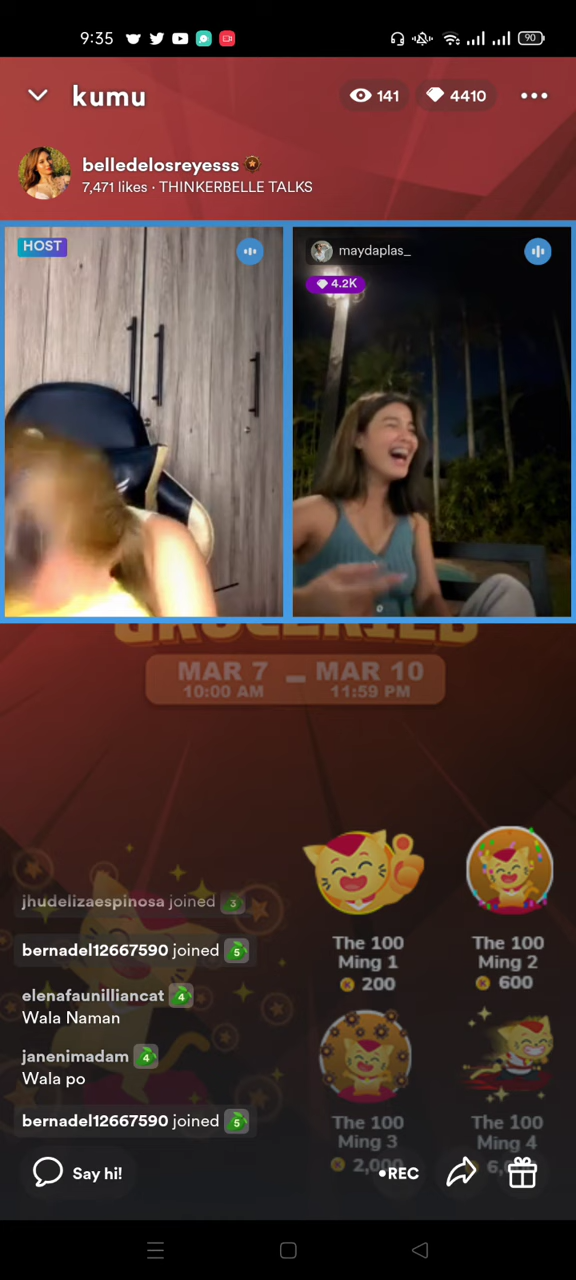 9:35
90
kumu
141
4410
belledelosreyesss
7,471 likes · THINKERBELLE TALKS
HOST
maydaplas_
4.2K
MAR 7 – MAR 10
10:00 AM 11:59 PM
jhudelizaespinosa joined 3
bernadel12667590 joined 5
elenafaunilliancat 4
Wala Naman
janenimadam 4
Wala po
bernadel12667590 joined 5
The 100
Ming 1
200
The 100
Ming 2
600
The 100
Ming 3
The 100
Ming 4
Say hi!
•REC